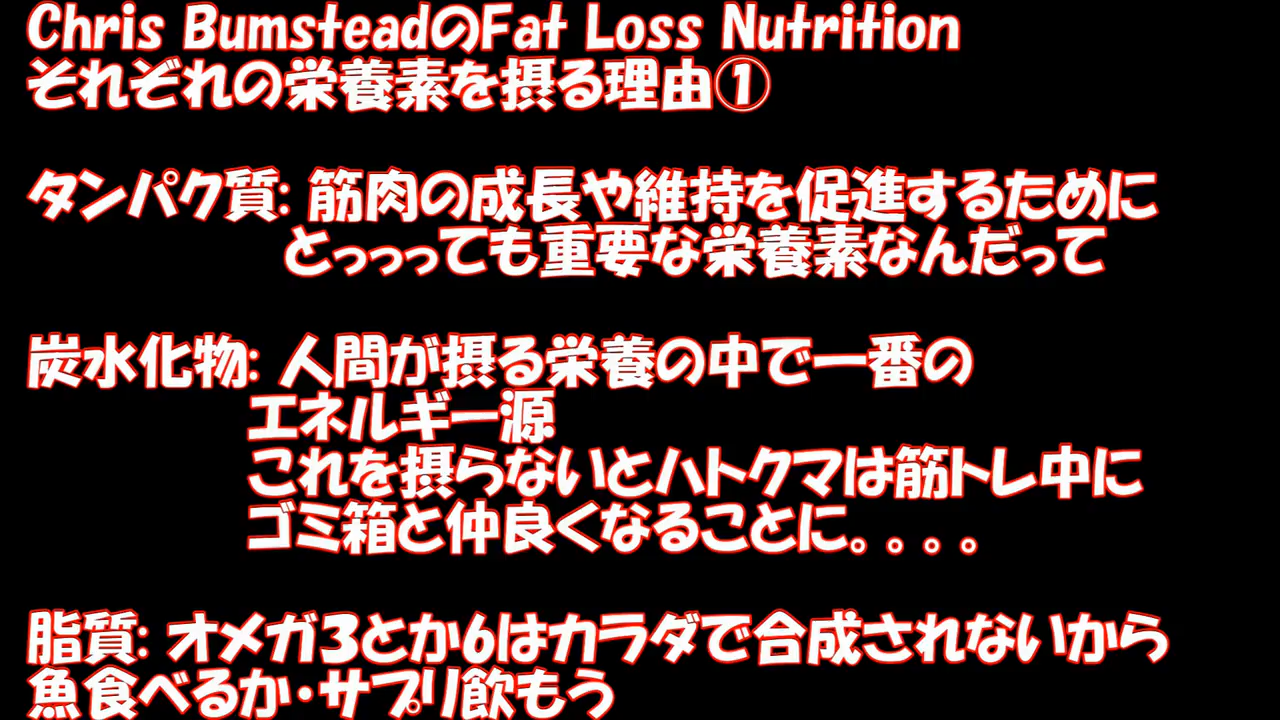 Chris BumsteadのFat Loss Nutrition
それぞれの栄養素を摂る理由①
タンパク質: 筋肉の成長や維持を促進するために
とっっっても重要な栄養素なんだって
炭水化物: 人間が摂る栄養の中で一番の
エネルギー源
これを摂らないとハトクマは筋トレ中に
ゴミ箱と仲良くなることに。。。。
脂質: オメガ3とか6はカラダで合成されないから
魚食べるか・サプリ飲もう